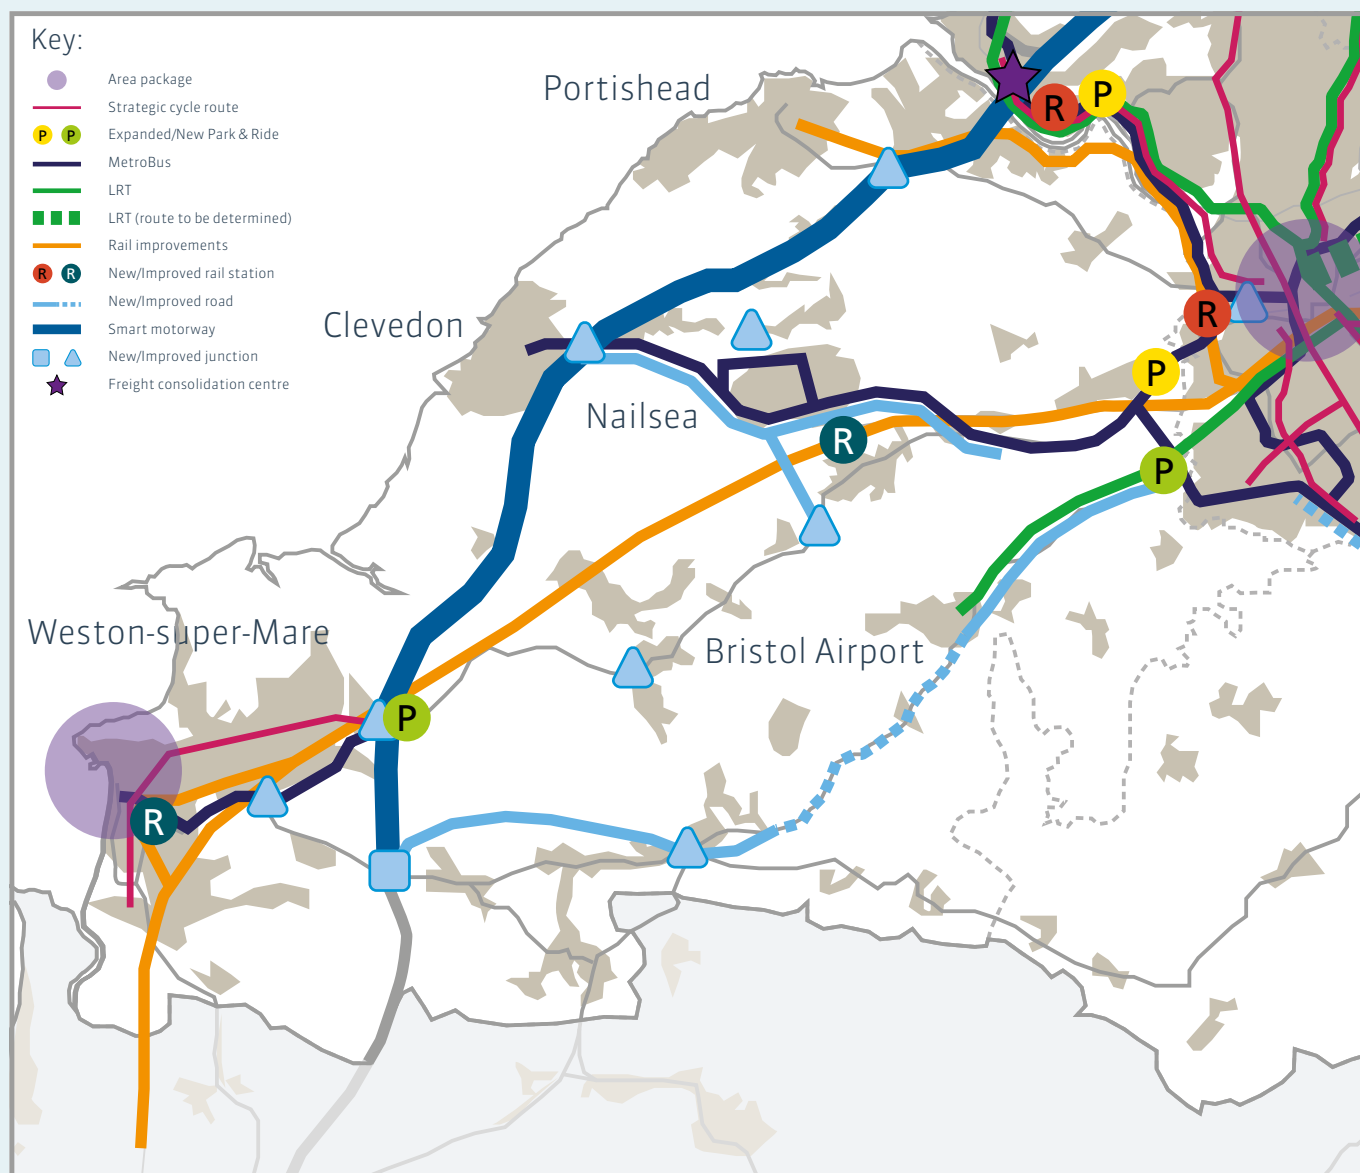 Key:
Area package
Strategic cycle route
P P Expanded/New Park & Ride
MetroBus
LRT
LRT (route to be determined)
Rail improvements
R R New/Improved rail station
New/Improved road
Smart motorway
New/Improved junction
Freight consolidation centre
Portishead
R P
Clevedon
R
P
Nailsea
R
P
Weston-super-Mare
Bristol Airport
P
R